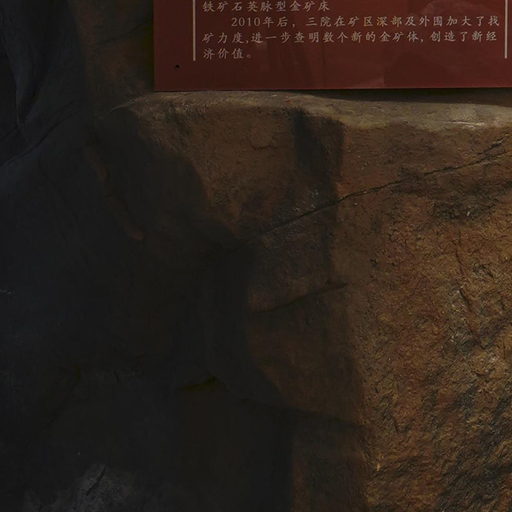 铁矿石英脉型金矿床
2010年后，三院在矿区深部及外围加大了找
矿力度,进一步查明数个新的金矿体，创造了新经
济价值。